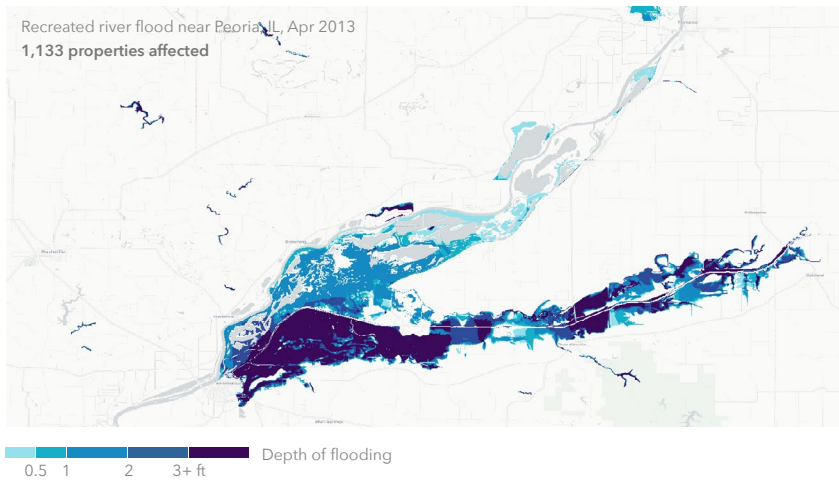 Recreated river flood near Peoria, IL, Apr 2013
1,133 properties affected
0.5 1 2 3+ ft
Depth of flooding